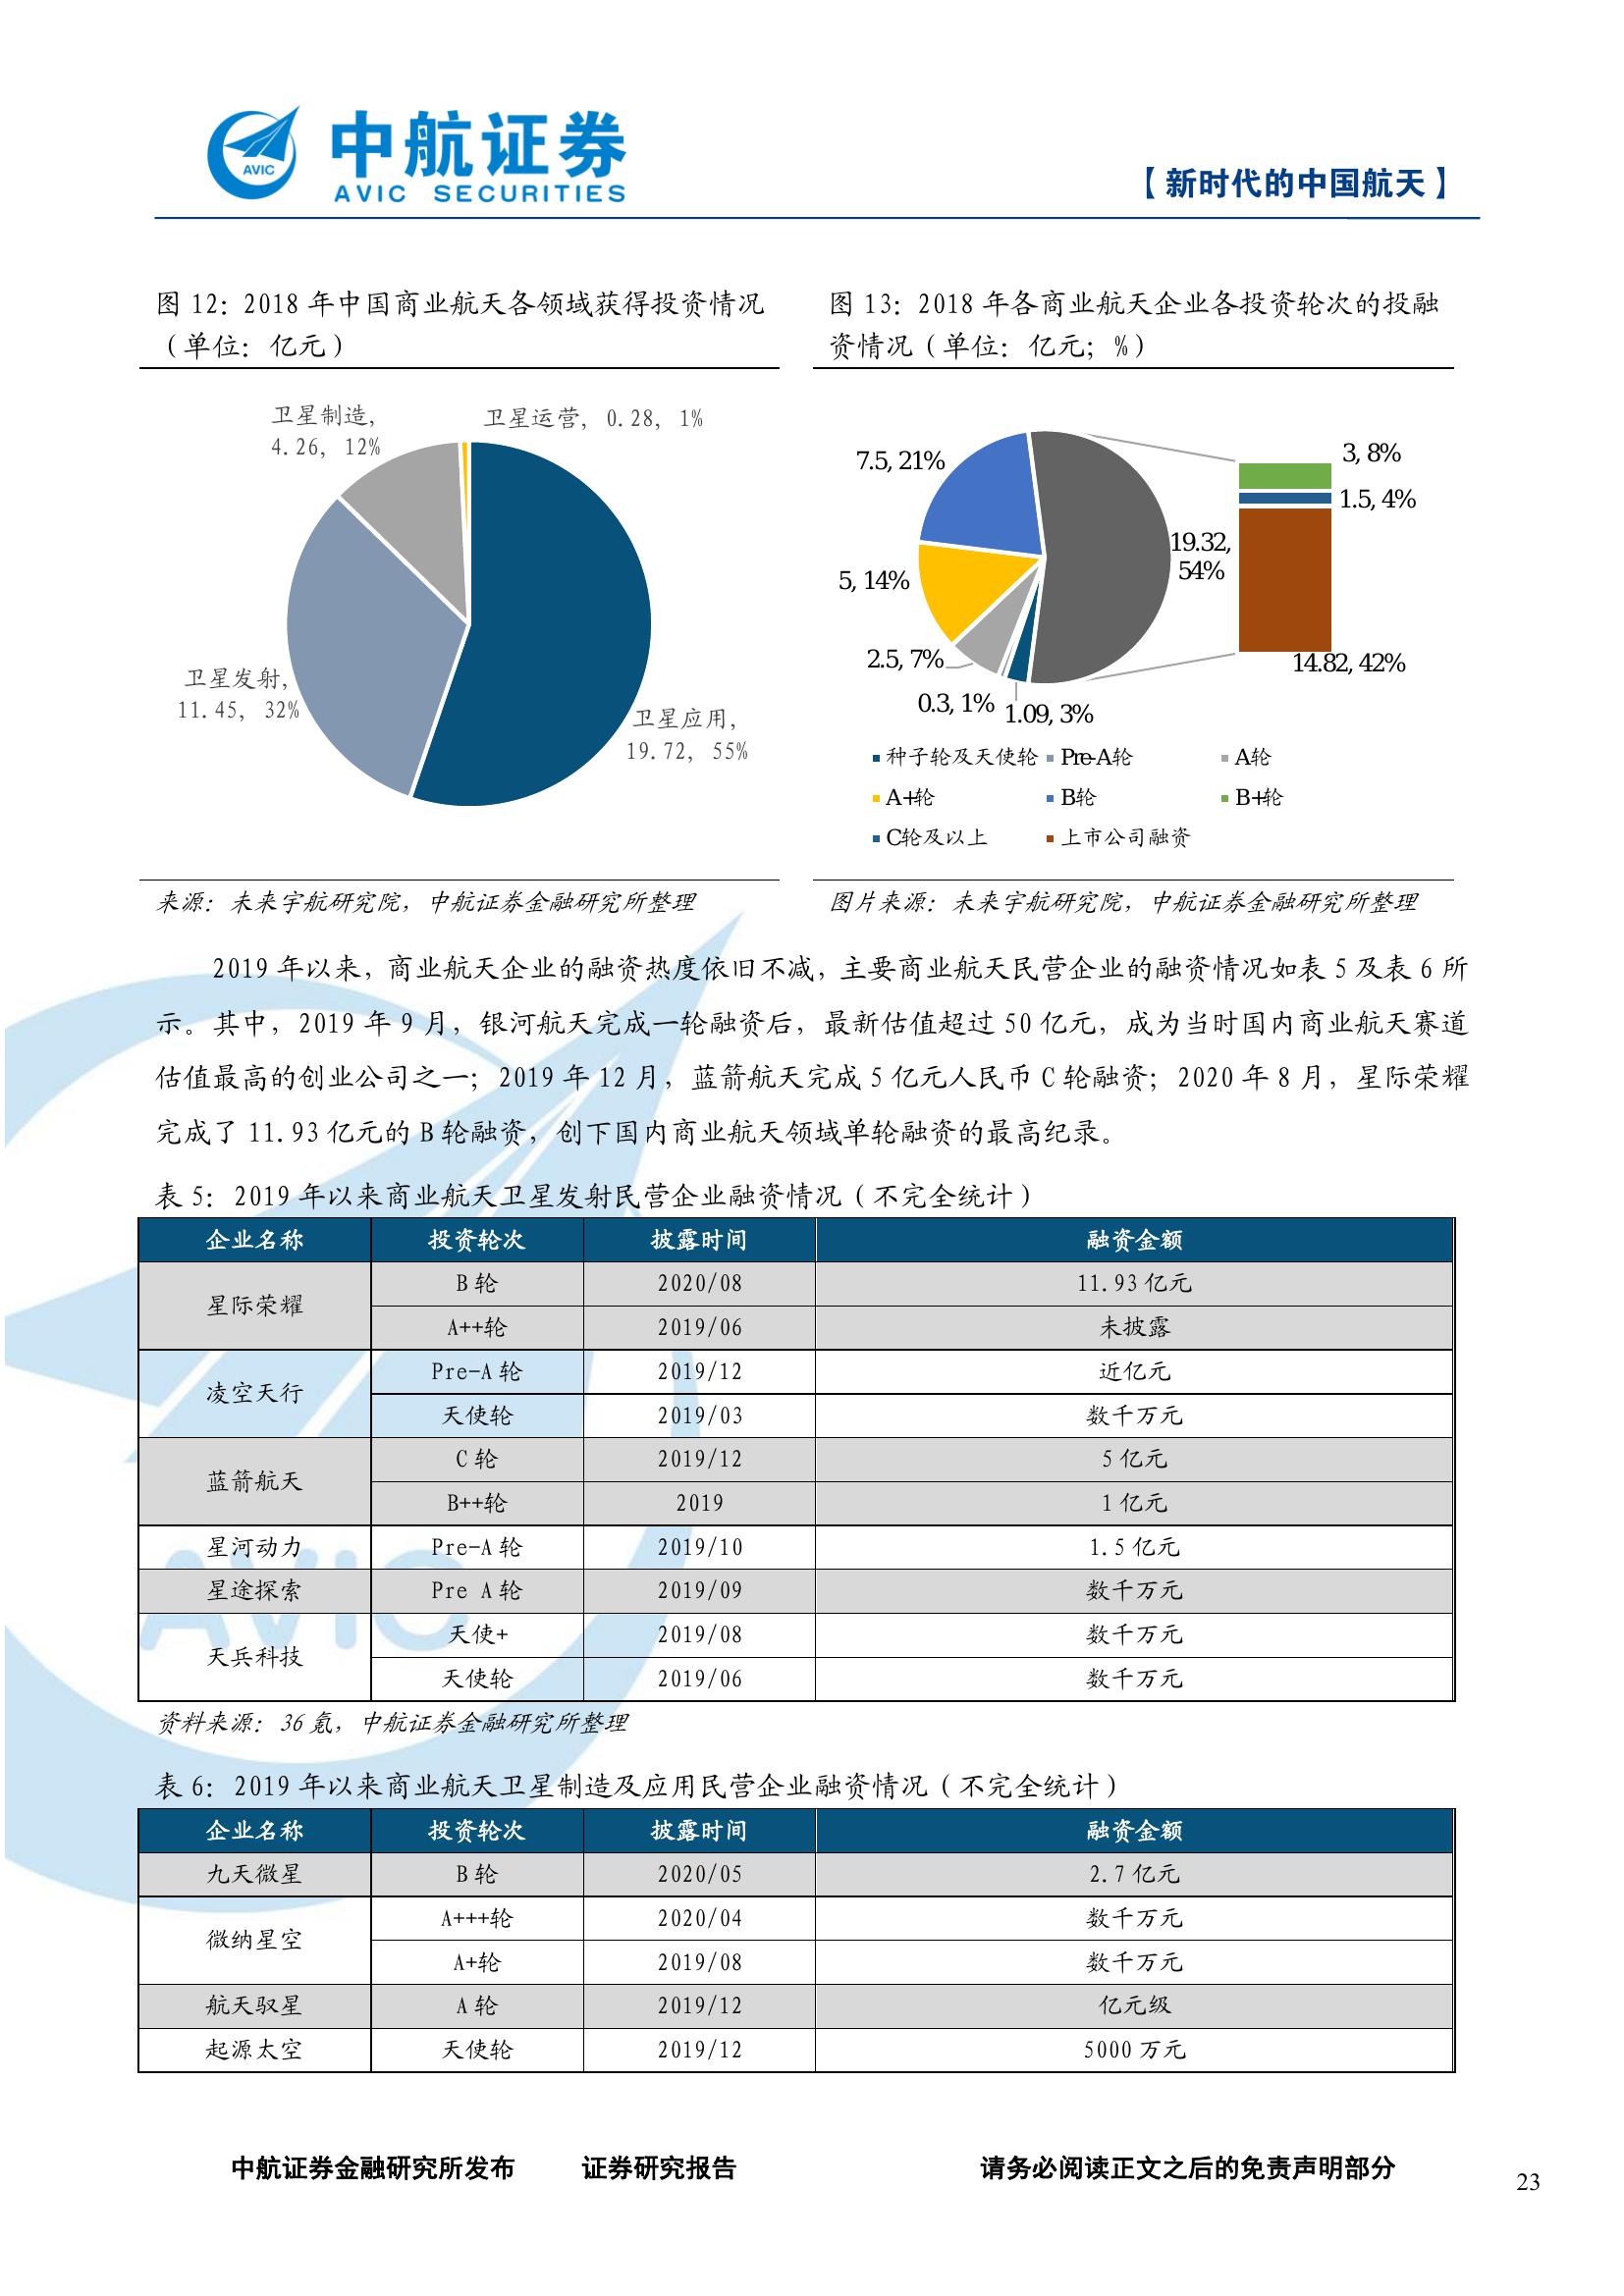 AVIC
中航证券
AVIC SECURITIES
【新时代的中国航天】
图 12：2018 年中国商业航天各领域获得投资情况
（单位：亿元）
卫星制造,
4.26, 12%
卫星运营, 0.28, 1%
卫星发射,
11.45, 32%
卫星应用,
19.72, 55%
来源：未来宇航研究院，中航证券金融研究所整理
图 13：2018 年各商业航天企业各投资轮次的投融
资情况（单位：亿元；%）
7.5, 21%
3, 8%
1.5, 4%
19.32,
54%
5, 14%
2.5, 7%
14.82, 42%
0.3, 1%
1.09, 3%
种子轮及天使轮 Pre-A轮 A轮
A+轮 B轮 B+轮
C轮及以上 上市公司融资
图片来源：未来宇航研究院，中航证券金融研究所整理
2019 年以来，商业航天企业的融资热度依旧不减，主要商业航天民营企业的融资情况如表 5 及表 6 所
示。其中，2019 年 9 月，银河航天完成一轮融资后，最新估值超过 50 亿元，成为当时国内商业航天赛道
估值最高的创业公司之一；2019 年 12 月，蓝箭航天完成 5 亿元人民币 C 轮融资；2020 年 8 月，星际荣耀
完成了 11.93 亿元的 B 轮融资，创下国内商业航天领域单轮融资的最高纪录。
表 5：2019 年以来商业航天卫星发射民营企业融资情况（不完全统计）
企业名称 投资轮次 披露时间 融资金额
星际荣耀 B 轮 2020/08 11.93 亿元
A++轮 2019/06 未披露
凌空天行 Pre-A 轮 2019/12 近亿元
天使轮 2019/03 数千万元
蓝箭航天 C 轮 2019/12 5 亿元
B++轮 2019 1 亿元
星河动力 Pre-A 轮 2019/10 1.5 亿元
星途探索 Pre A 轮 2019/09 数千万元
天兵科技 天使+ 2019/08 数千万元
天使轮 2019/06 数千万元
资料来源：36 氪，中航证券金融研究所整理
表 6：2019 年以来商业航天卫星制造及应用民营企业融资情况（不完全统计）
企业名称 投资轮次 披露时间 融资金额
九天微星 B 轮 2020/05 2.7 亿元
微纳星空 A+++轮 2020/04 数千万元
A+轮 2019/08 数千万元
航天驭星 A 轮 2019/12 亿元级
起源太空 天使轮 2019/12 5000 万元
AVIC
中航证券金融研究所发布 证券研究报告 请务必阅读正文之后的免责声明部分
23